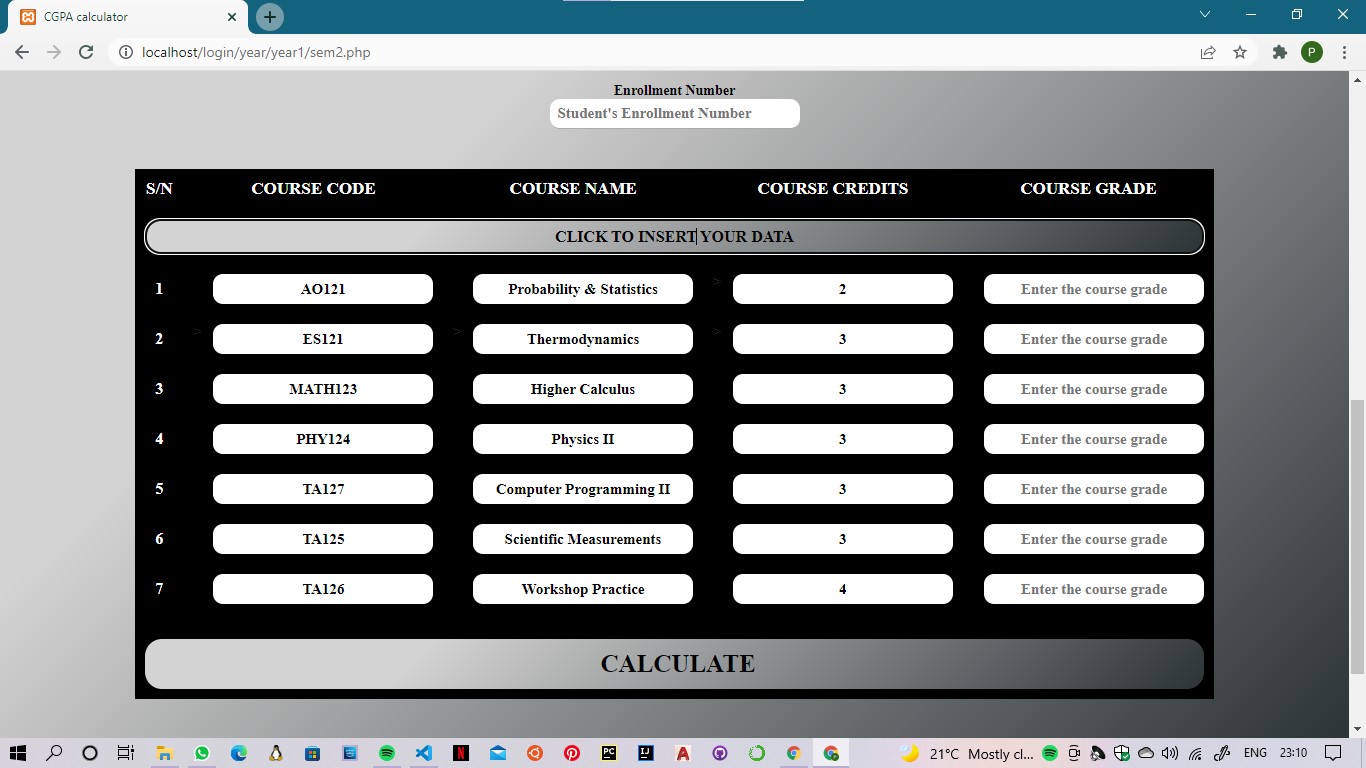 CGPA calculator
localhost/login/year/year1/sem2.php
P
Enrollment Number
Student's Enrollment Number
S/N COURSE CODE COURSE NAME COURSE CREDITS COURSE GRADE
CLICK TO INSERT YOUR DATA
1 AO121 Probability & Statistics > 2 Enter the course grade
2 > ES121 > Thermodynamics > 3 Enter the course grade
3 MATH123 Higher Calculus 3 Enter the course grade
4 PHY124 Physics II 3 Enter the course grade
5 TA127 Computer Programming II 3 Enter the course grade
6 TA125 Scientific Measurements 3 Enter the course grade
7 TA126 Workshop Practice 4 Enter the course grade
CALCULATE
21°C Mostly cl... ENG 23:10